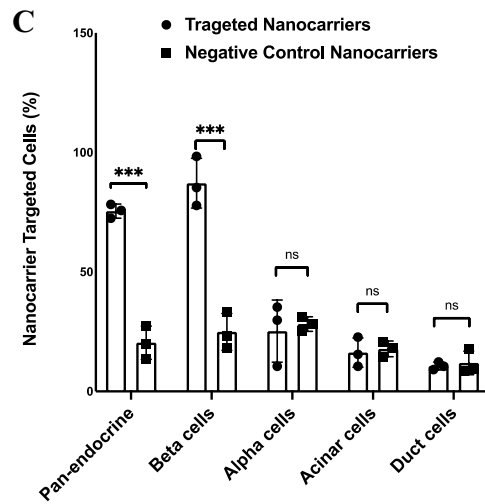 C
Trageted Nanocarriers
Negative Control Nanocarriers
Nanocarrier Targeted Cells (%)
150
100
50
0
***
***
ns
ns
ns
Pan-endocrine
Beta cells
Alpha cells
Acinar cells
Duct cells